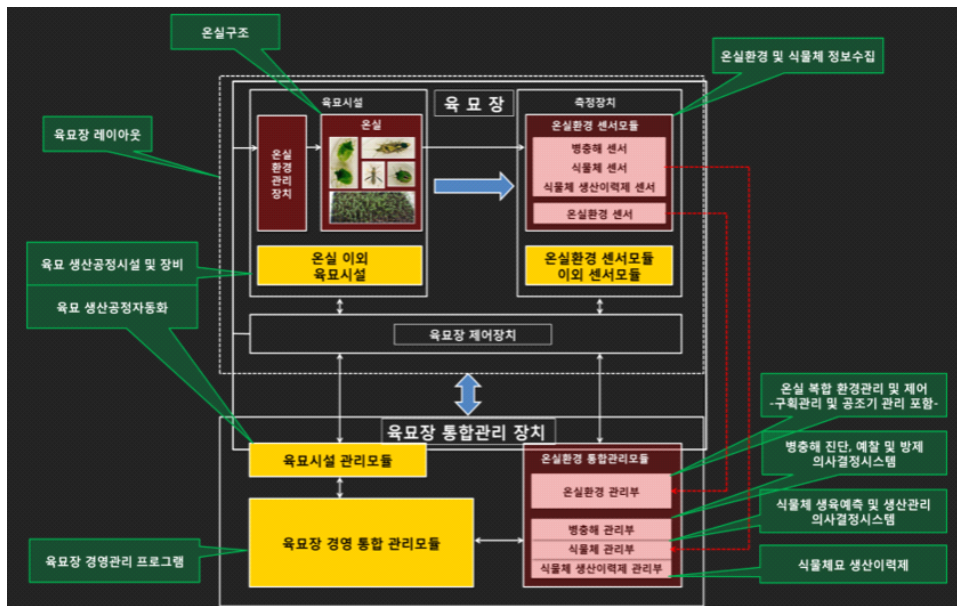 온실구조
온실환경 및 식물체 정보수집
육묘시설
육 묘 장
측정장치
온실
온실환경 센서모듈
육묘장 레이아웃
온실
환경
관리
장치
병충해 센서
식물체 센서
식물체 생산이력제 센서
온실환경 센서
온실 이외
육묘시설
온실환경 센서모듈
이외 센서모듈
육묘 생산공정시설 및 장비
육묘 생산공정자동화
육묘장 제어장치
온실 복합 환경관리 및 제어
-구획관리 및 공조기 관리 포함-
육묘장 통합관리 장치
육묘시설 관리모듈
온실환경 통합관리모듈
병충해 진단, 예찰 및 방제
의사결정시스템
온실환경 관리부
식물체 생육예측 및 생산관리
의사결정시스템
육묘장 경영 통합 관리모듈
병충해 관리부
식물체 관리부
식물체 생산이력제 관리부
육묘장 경영관리 프로그램
식물체묘 생산이력제